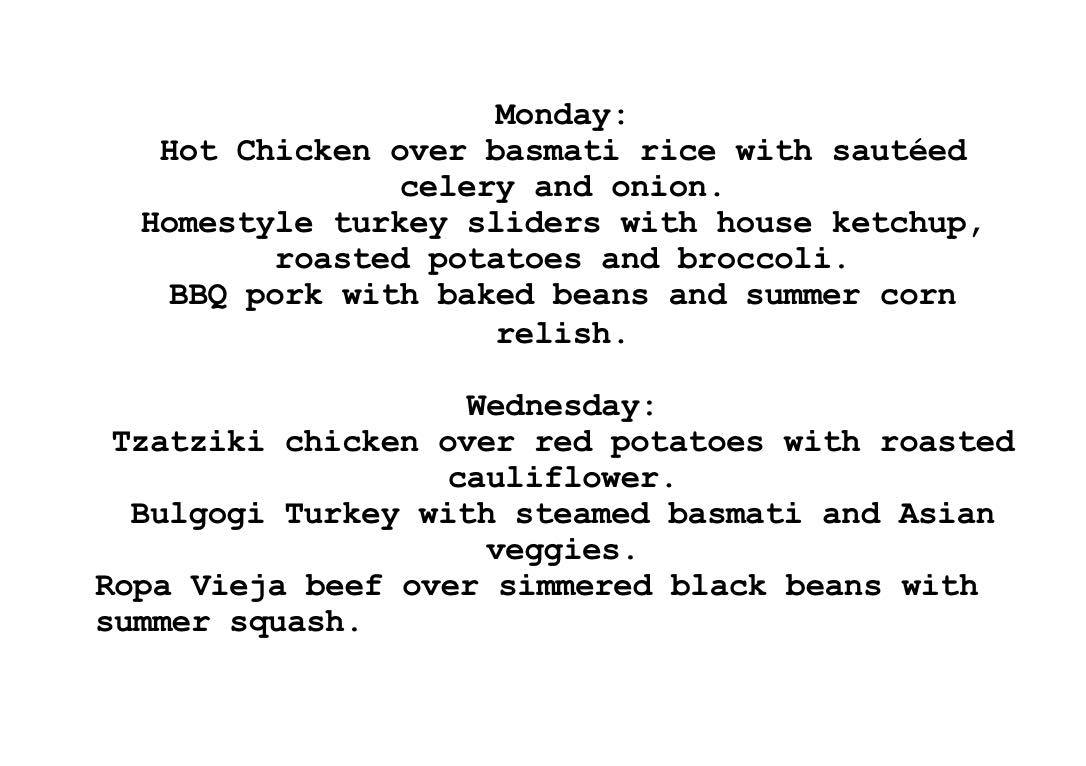 Monday:
Hot Chicken over basmati rice with sautéed
celery and onion.
Homestyle turkey sliders with house ketchup,
roasted potatoes and broccoli.
BBQ pork with baked beans and summer corn
relish.
Wednesday:
Tzatziki chicken over red potatoes with roasted
cauliflower.
Bulgogi Turkey with steamed basmati and Asian
veggies.
Ropa Vieja beef over simmered black beans with
summer squash.